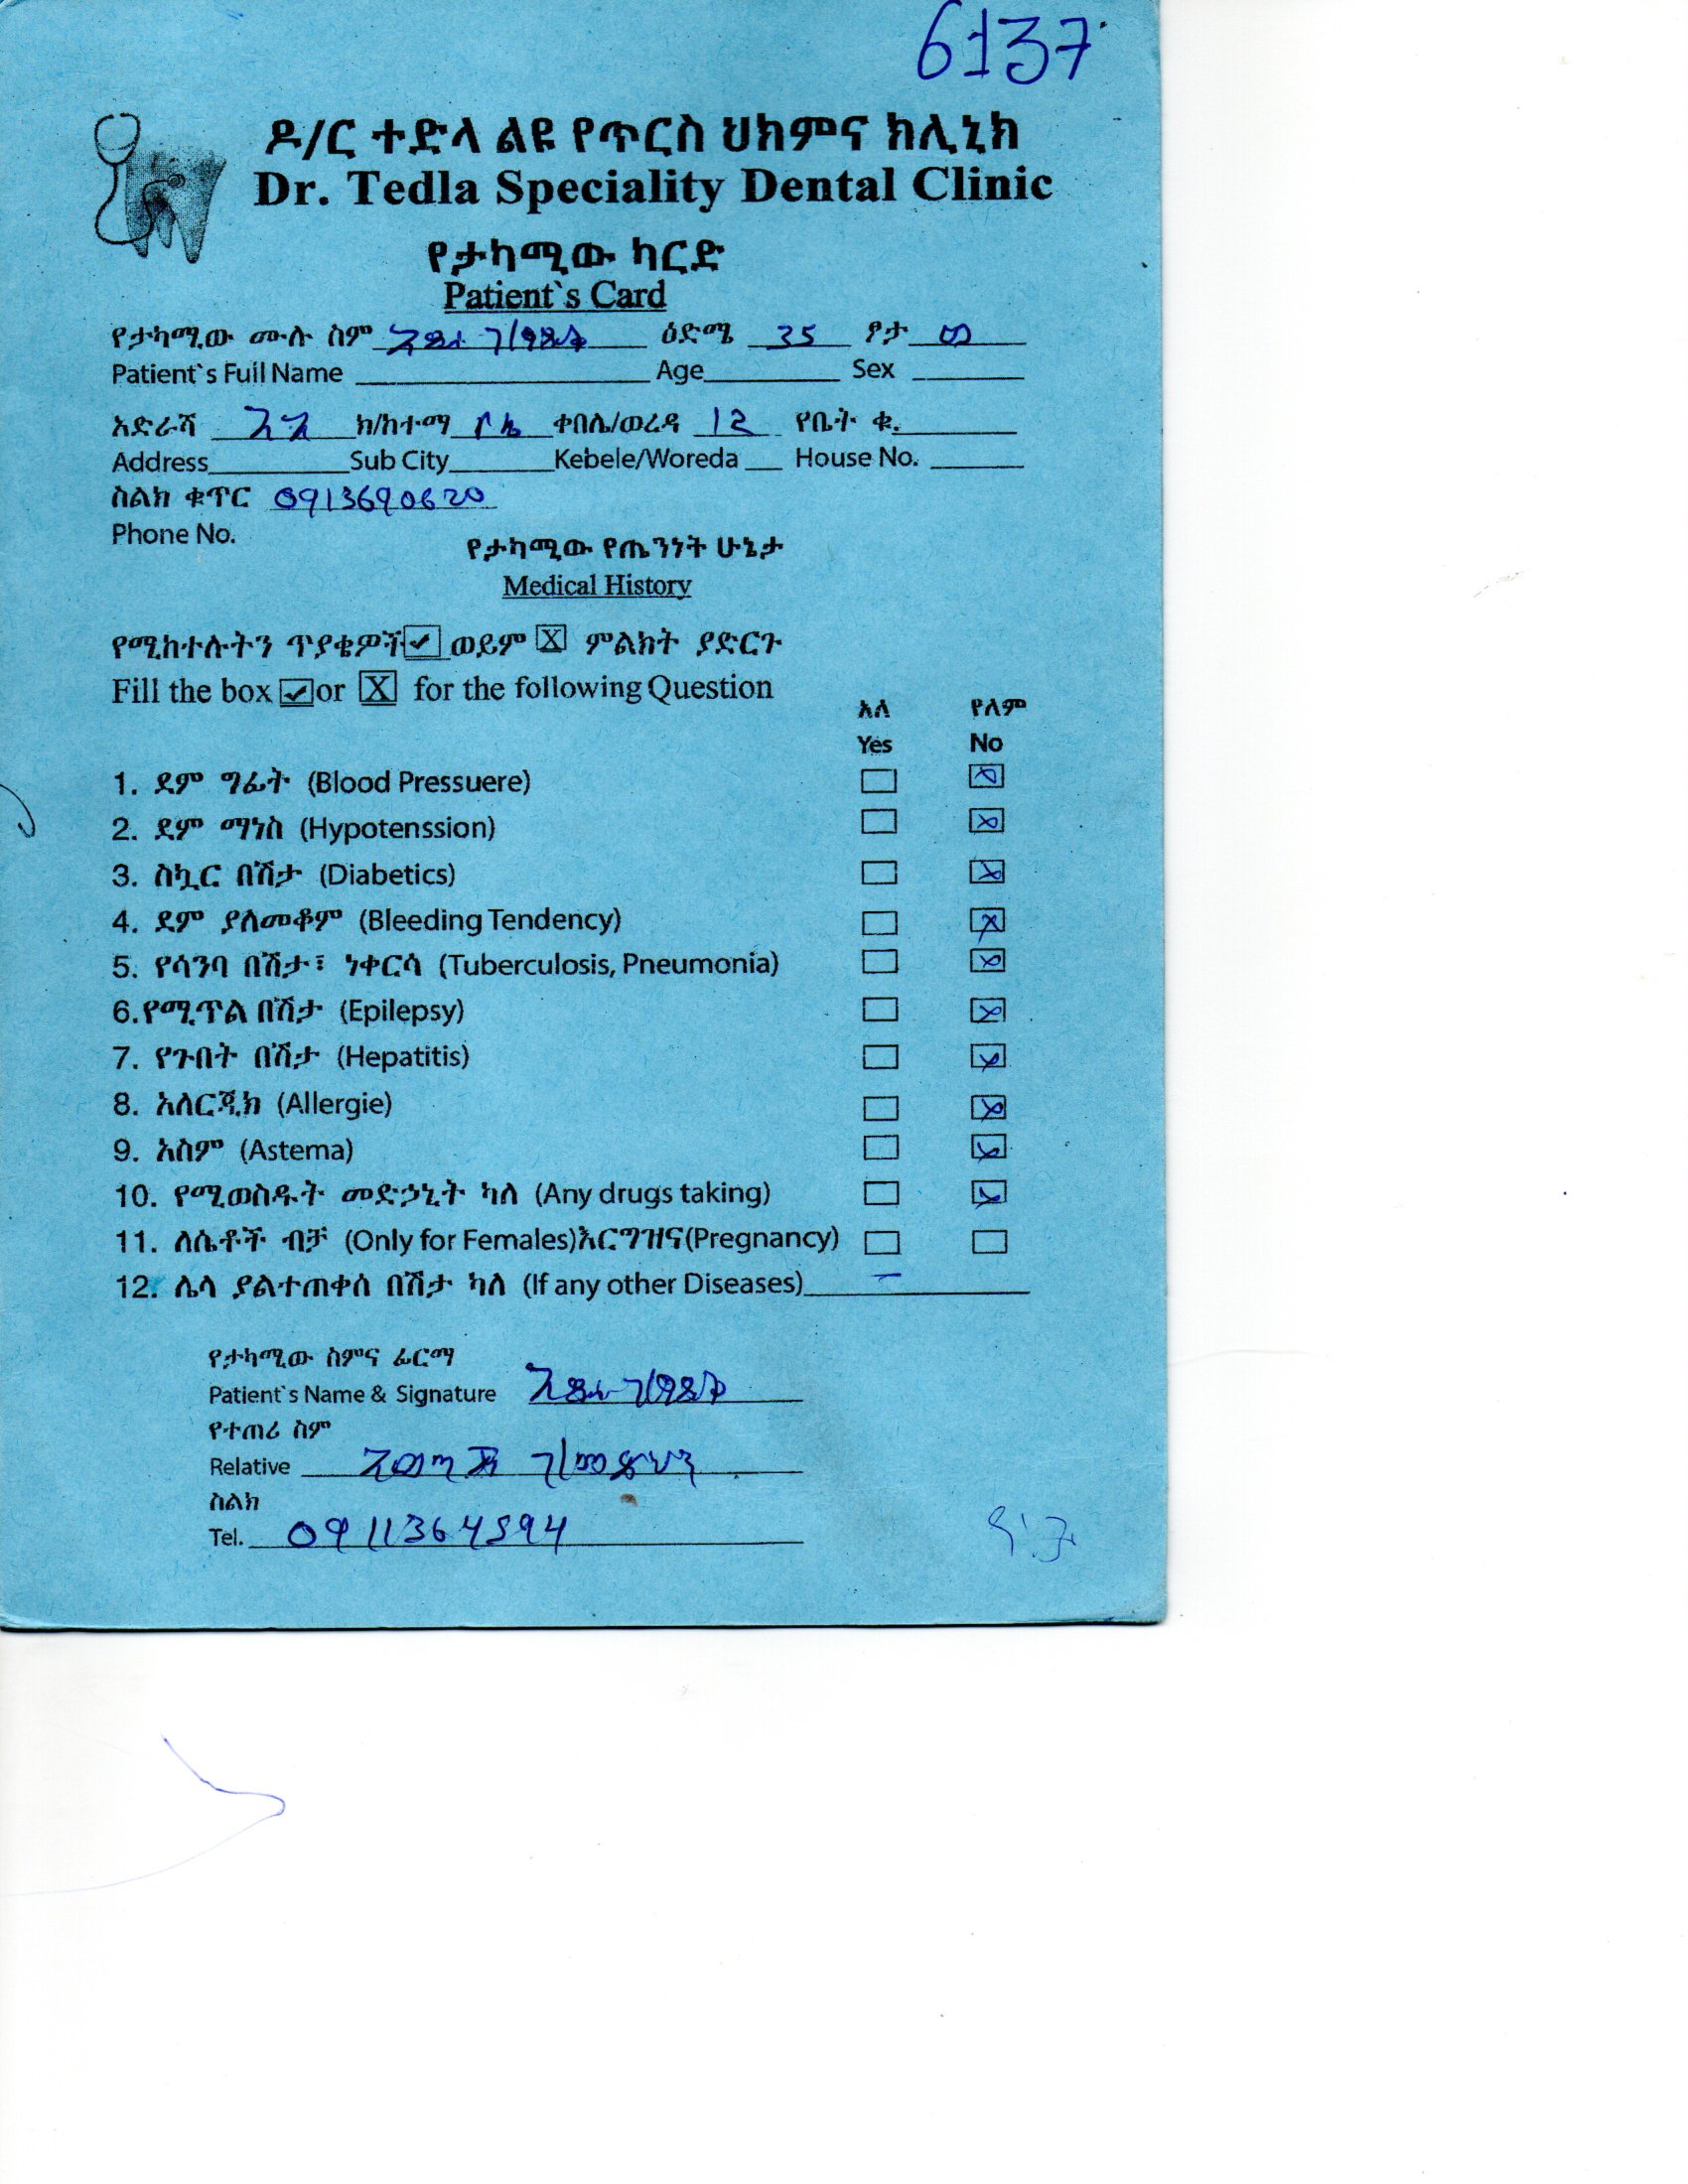 6137
ዶ/ር ተድላ ልዩ የጥርስ ህክምና ክሊኒክ
Dr. Tedla Speciality Dental Clinic
የታካሚው ካርድ
Patient`s Card
የታካሚው ሙሉ ስም ዕድሜ 35 ፆታ
Patient`s Full Name Age Sex
አድራሻ አአ ክ/ከተማ ቦሌ ቀበሌ/ወረዳ 12 የቤት ቁ.
Address Sub City Kebele/Woreda House No.
ስልክ ቁጥር 0913690620
Phone No.
የታካሚው የጤንነት ሁኔታ
Medical History
የሚከተሉትን ጥያቄዎች ✓ ወይም X ምልክት ያድርጉ
Fill the box ✓ or X for the following Question
አለ የለም
Yes No
1. ደም ግፊት (Blood Pressuere)
2. ደም ማነስ (Hypotenssion)
3. ስኳር በሽታ (Diabetics)
4. ደም ያለመቆም (Bleeding Tendency)
5. የሳንባ በሽታ፣ ነቀርሳ (Tuberculosis, Pneumonia)
6.የሚጥል በሽታ (Epilepsy)
7. የጉበት በሽታ (Hepatitis)
8. አለርጂክ (Allergie)
9. አስም (Astema)
10. የሚወስዱት መድኃኒት ካለ (Any drugs taking)
11. ለሴቶች ብቻ (Only for Females)እርግዝና(Pregnancy)
12. ሌላ ያልተጠቀሰ በሽታ ካለ (If any other Diseases) –
የታካሚው ስምና ፊርማ
Patient`s Name & Signature
የተጠሪ ስም
Relative
ስልክ
Tel. 0911364594